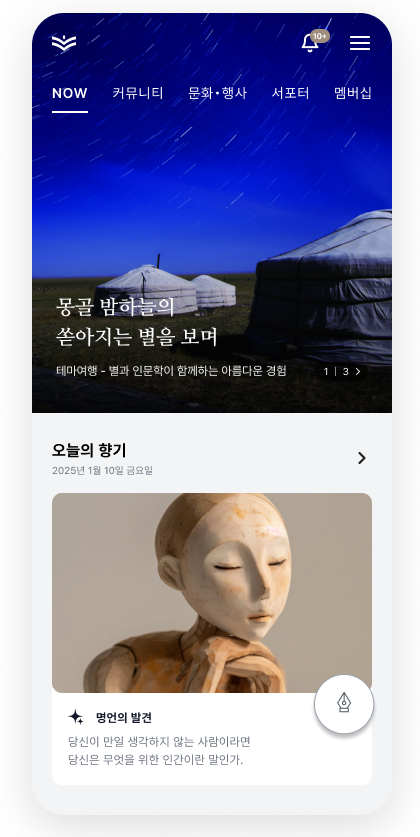 10+
NOW 커뮤니티 문화•행사 서포터 멤버십
몽골 밤하늘의
쏟아지는 별을 보며
테마여행 - 별과 인문학이 함께하는 아름다운 경험 1 | 3
오늘의 향기
2025년 1월 10일 금요일
명언의 발견
당신이 만일 생각하지 않는 사람이라면
당신은 무엇을 위한 인간이란 말인가.